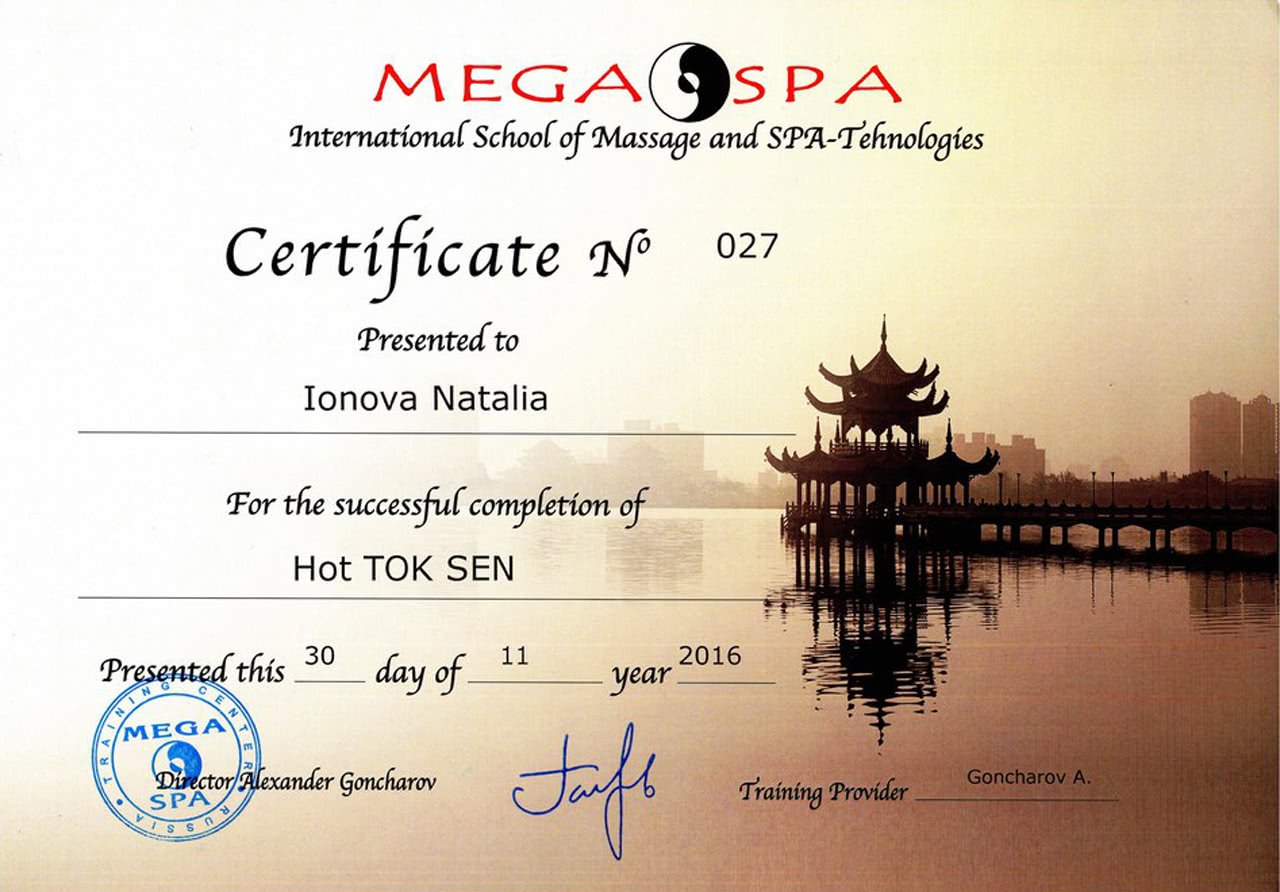 MEGA SPA
International School of Massage and SPA-Tehnologies
Certificate Nº 027
Presented to
Ionova Natalia
For the successful completion of
Hot TOK SEN
Presented this 30 day of 11 year 2016
TRAINING CENTER
MEGA
SPA
RUSSIA
Director Alexander Goncharov
Training Provider Goncharov A.